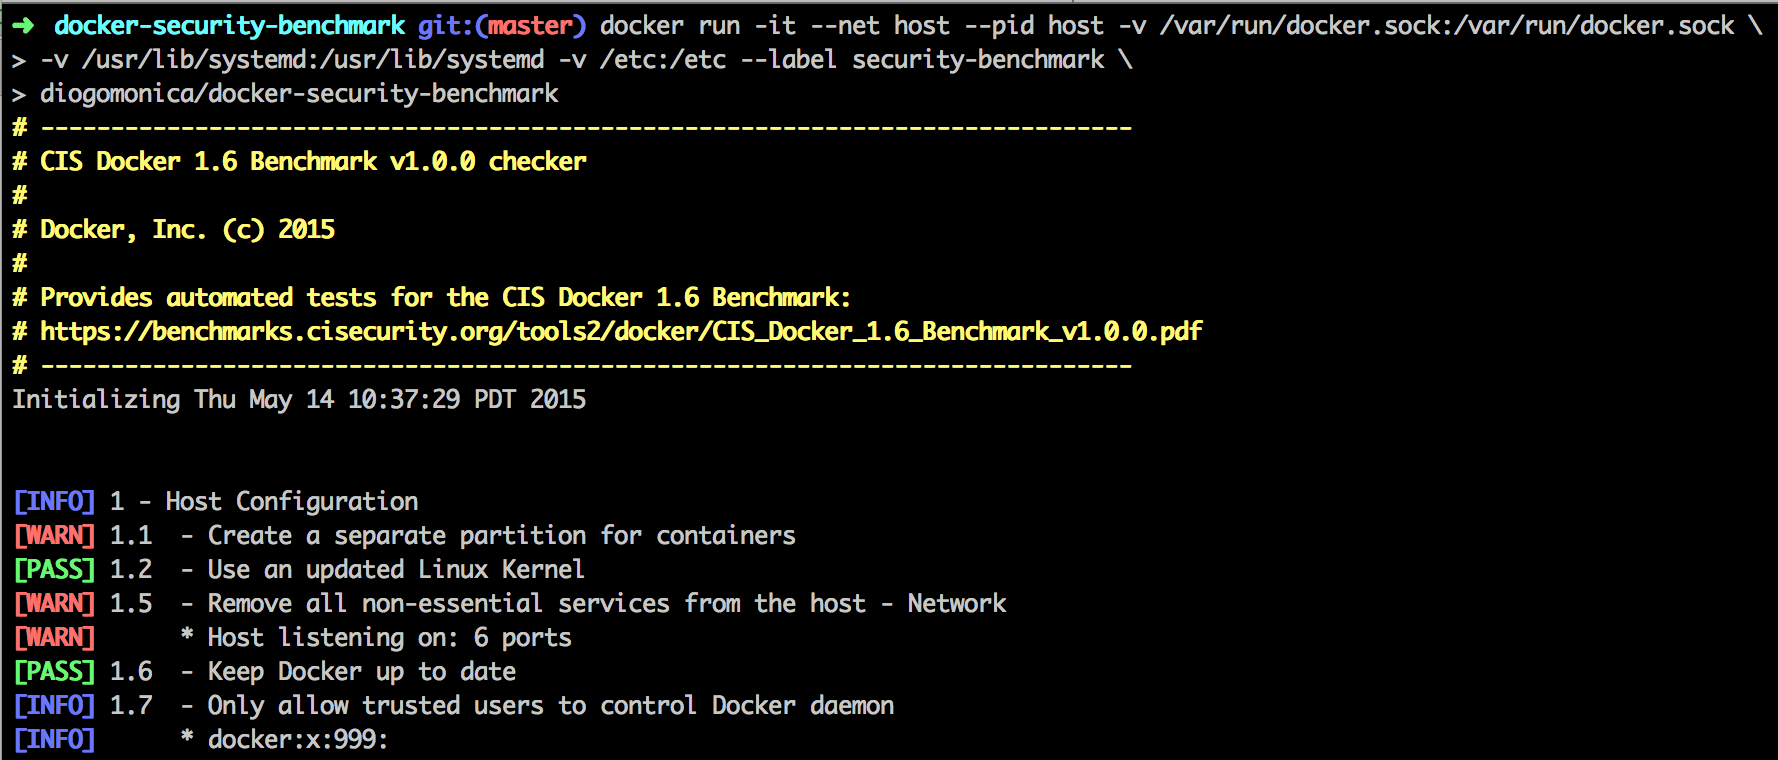 ➜  docker-security-benchmark git:(master) docker run -it --net host --pid host -v /var/run/docker.sock:/var/run/docker.sock \
> -v /usr/lib/systemd:/usr/lib/systemd -v /etc:/etc --label security-benchmark \
> diogomonica/docker-security-benchmark
# ------------------------------------------------------------------------------
# CIS Docker 1.6 Benchmark v1.0.0 checker
#
# Docker, Inc. (c) 2015
#
# Provides automated tests for the CIS Docker 1.6 Benchmark:
# https://benchmarks.cisecurity.org/tools2/docker/CIS_Docker_1.6_Benchmark_v1.0.0.pdf
# ------------------------------------------------------------------------------
Initializing Thu May 14 10:37:29 PDT 2015
[INFO] 1 - Host Configuration
[WARN] 1.1  - Create a separate partition for containers
[PASS] 1.2  - Use an updated Linux Kernel
[WARN] 1.5  - Remove all non-essential services from the host - Network
[WARN]      * Host listening on: 6 ports
[PASS] 1.6  - Keep Docker up to date
[INFO] 1.7  - Only allow trusted users to control Docker daemon
[INFO]      * docker:x:999: